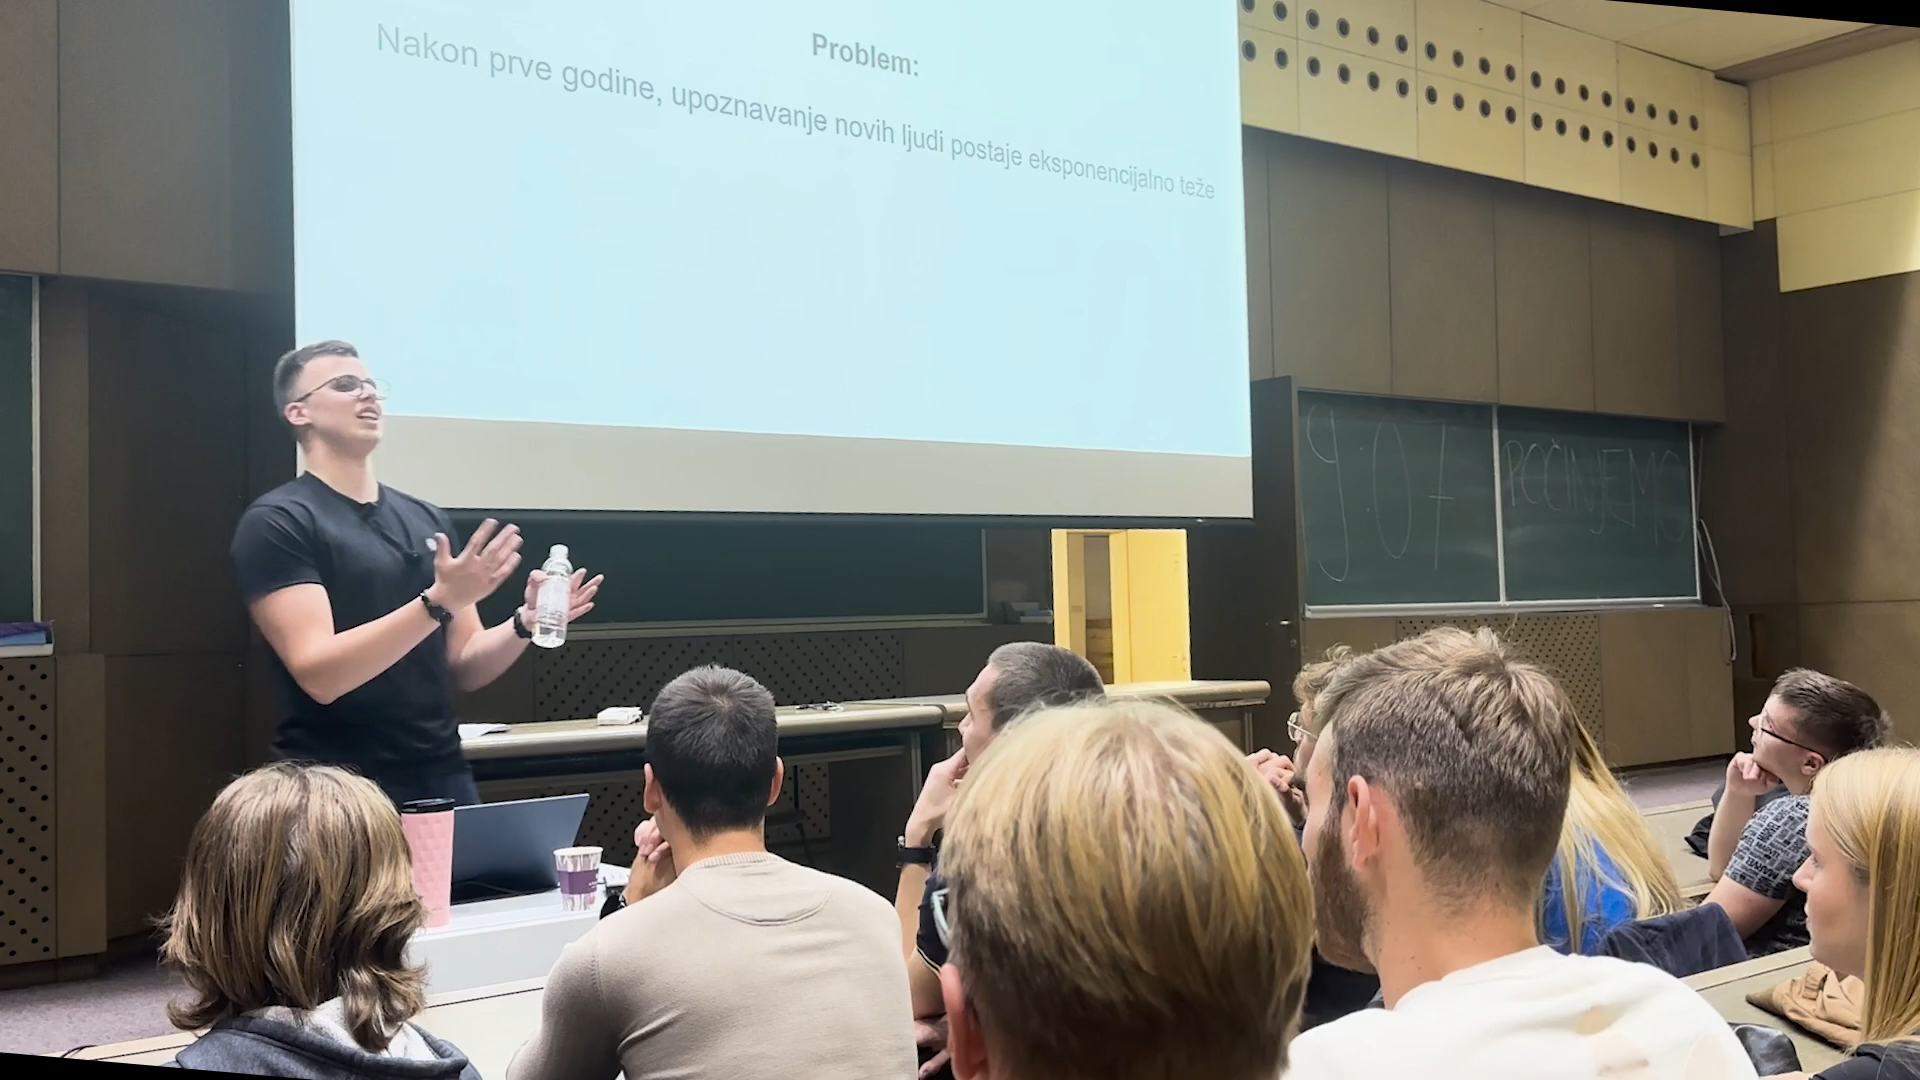 Problem:
Nakon prve godine, upoznavanje novih ljudi postaje eksponencijalno teže
9:07
POČINJEMO